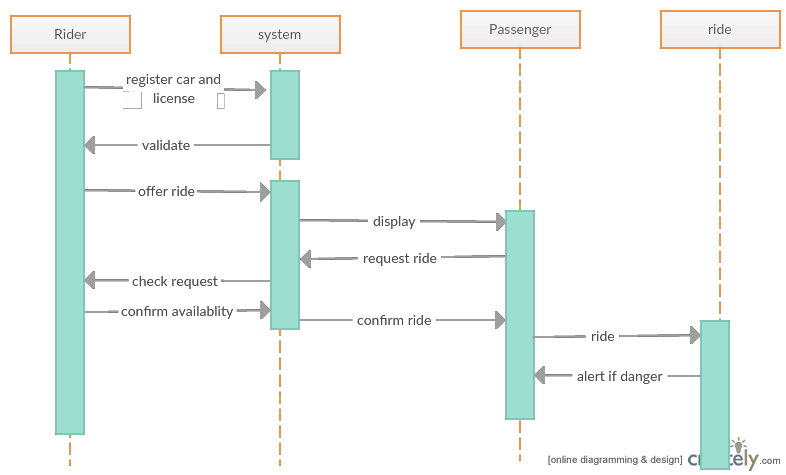 Rider
system
Passenger
ride
register car and
license
validate
offer ride
display
request ride
check request
confirm availablity
confirm ride
ride
alert if danger
[online diagramming & design]
ely.com